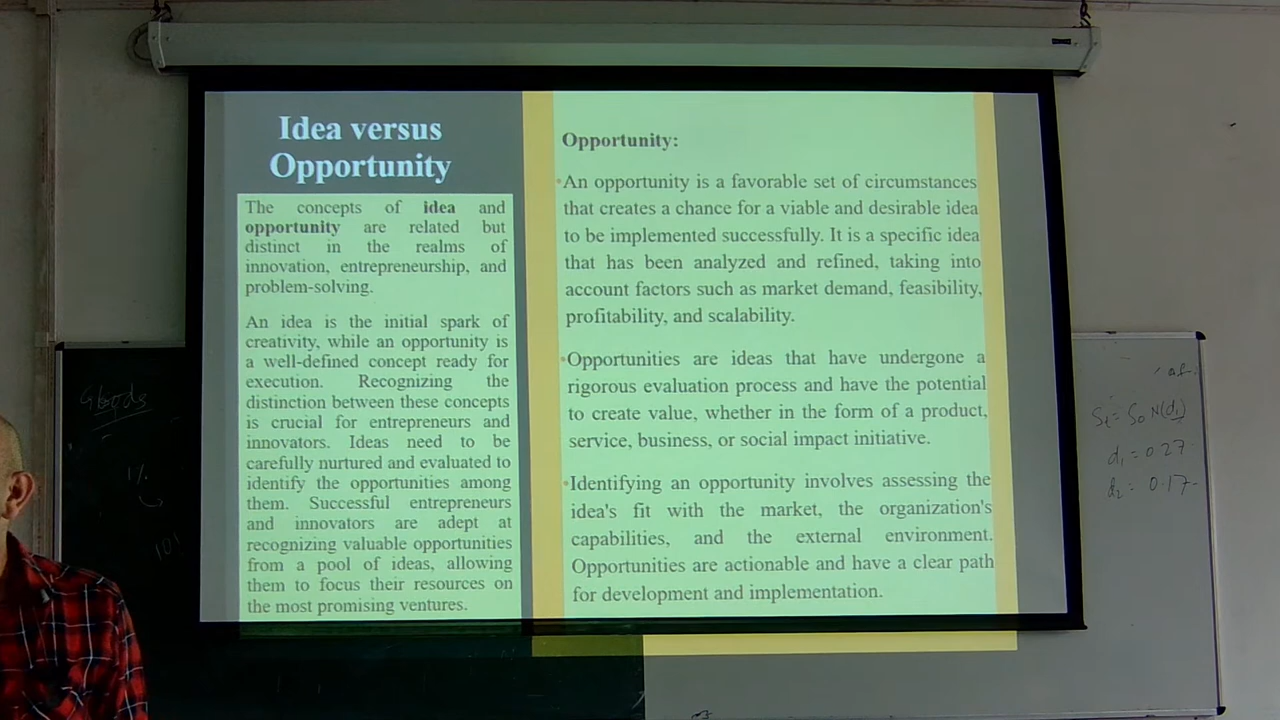 Idea versus
Opportunity
The concepts of idea and
opportunity are related but
distinct in the realms of
innovation, entrepreneurship, and
problem-solving.
An idea is the initial spark of
creativity, while an opportunity is
a well-defined concept ready for
execution. Recognizing the
distinction between these concepts
is crucial for entrepreneurs and
innovators. Ideas need to be
carefully nurtured and evaluated to
identify the opportunities among
them. Successful entrepreneurs
and innovators are adept at
recognizing valuable opportunities
from a pool of ideas, allowing
them to focus their resources on
the most promising ventures.
Opportunity:
•An opportunity is a favorable set of circumstances
that creates a chance for a viable and desirable idea
to be implemented successfully. It is a specific idea
that has been analyzed and refined, taking into
account factors such as market demand, feasibility,
profitability, and scalability.
•Opportunities are ideas that have undergone a
rigorous evaluation process and have the potential
to create value, whether in the form of a product,
service, business, or social impact initiative.
•Identifying an opportunity involves assessing the
idea's fit with the market, the organization's
capabilities, and the external environment.
Opportunities are actionable and have a clear path
for development and implementation.
1%
S₀ N(d₁)
d₁ = 0.27
d₂ = 0.17